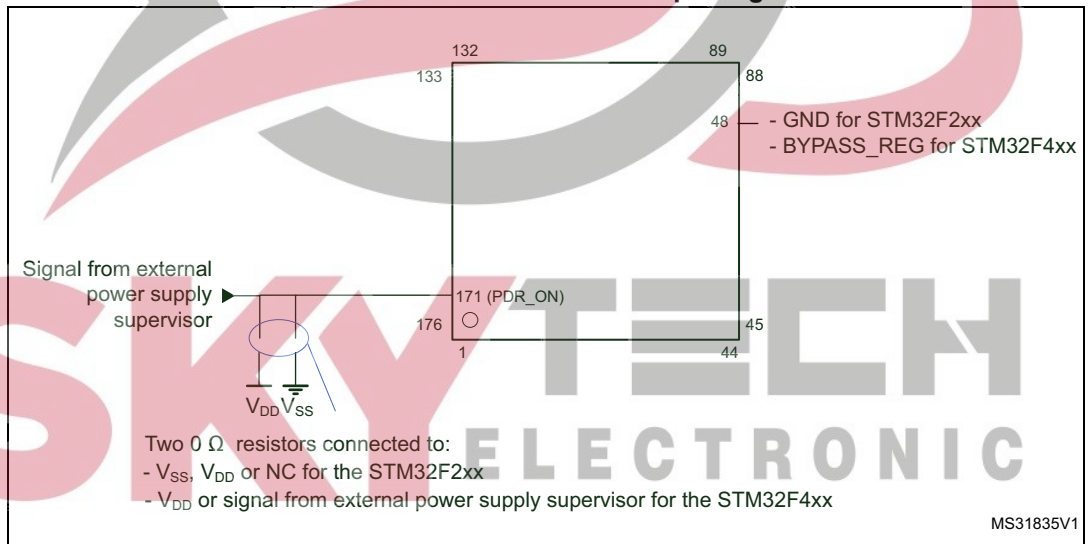 132
89
133
88
48
- GND for STM32F2xx
- BYPASS_REG for STM32F4xx
Signal from external
power supply
supervisor
171 (PDR_ON)
176
45
1
44
VDD VSS
Two 0 Ω resistors connected to:
- VSS, VDD or NC for the STM32F2xx
- VDD or signal from external power supply supervisor for the STM32F4xx
MS31835V1
SKYTECH
ELECTRONIC